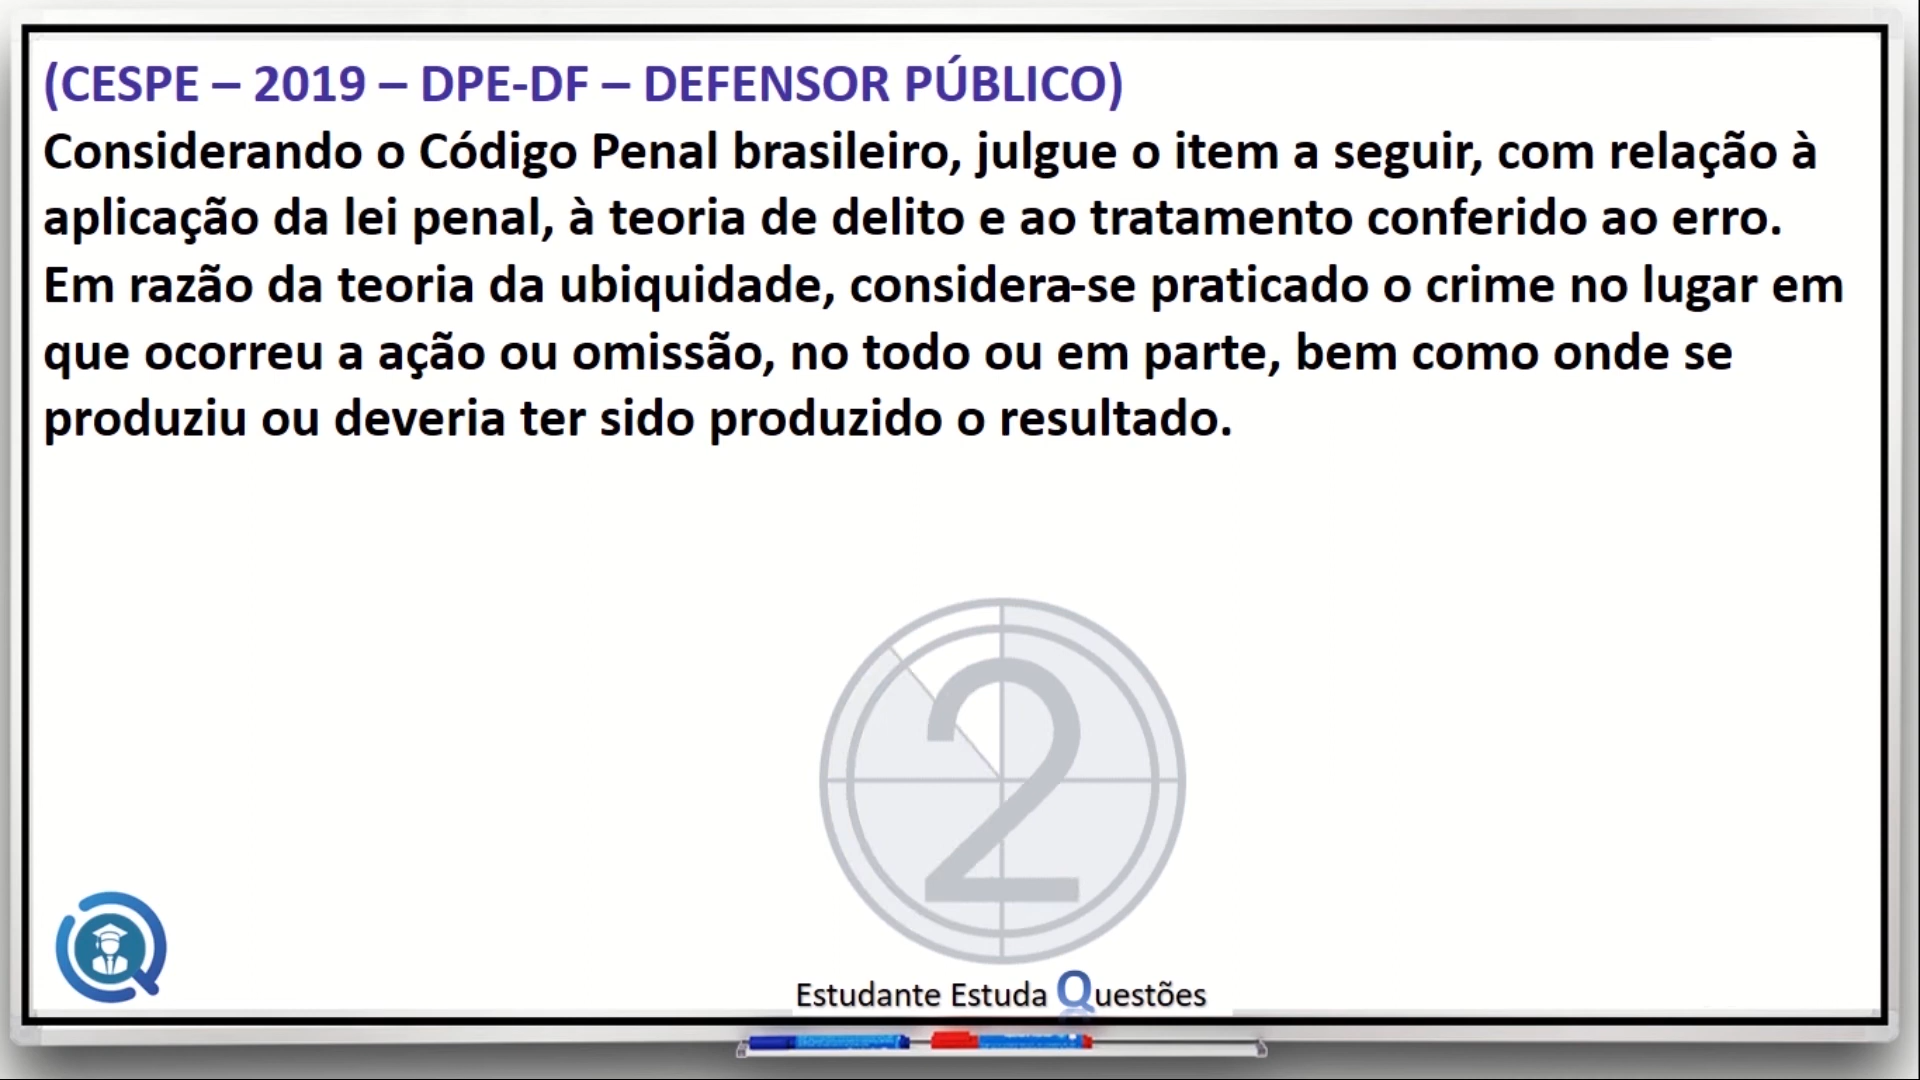 (CESPE – 2019 – DPE-DF – DEFENSOR PÚBLICO)
Considerando o Código Penal brasileiro, julgue o item a seguir, com relação à
aplicação da lei penal, à teoria de delito e ao tratamento conferido ao erro.
Em razão da teoria da ubiquidade, considera-se praticado o crime no lugar em
que ocorreu a ação ou omissão, no todo ou em parte, bem como onde se
produziu ou deveria ter sido produzido o resultado.
2
Estudante Estuda Questões